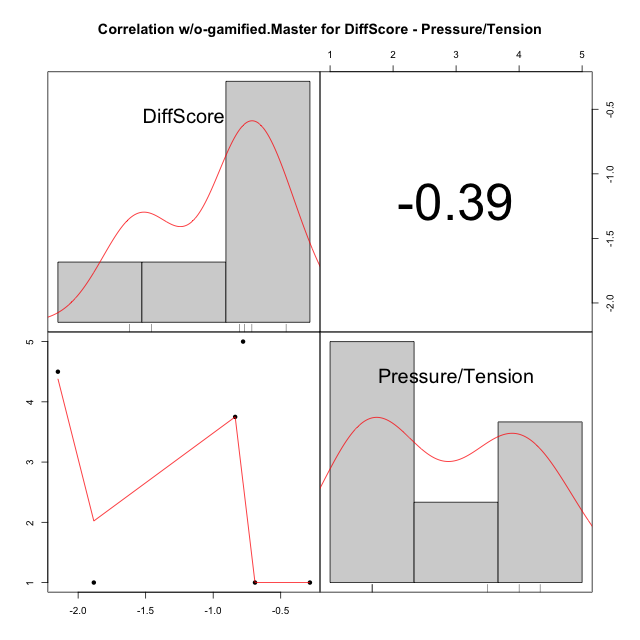 Correlation w/o-gamified.Master for DiffScore - Pressure/Tension
1 2 3 4 5
DiffScore
-0.39
-0.5
-1.0
-1.5
-2.0
5
4
3
2
1
Pressure/Tension
-2.0 -1.5 -1.0 -0.5